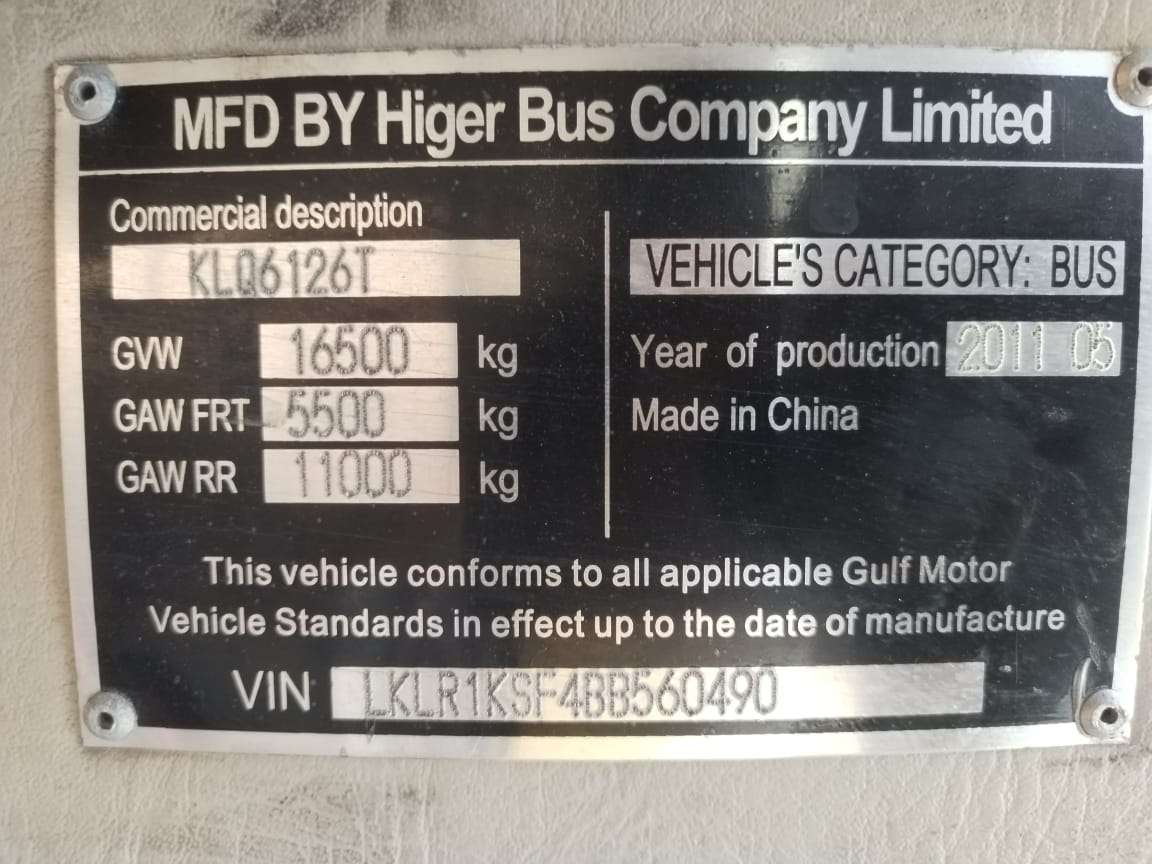 MFD BY Higer Bus Company Limited
Commercial description
KLQ6126T
GVW 16500 kg
GAW FRT 5500 kg
GAW RR 11000 kg
VEHICLE'S CATEGORY: BUS
Year of production 2011 05
Made in China
This vehicle conforms to all applicable Gulf Motor
Vehicle Standards in effect up to the date of manufacture
VIN LKLR1KSF4BB560490